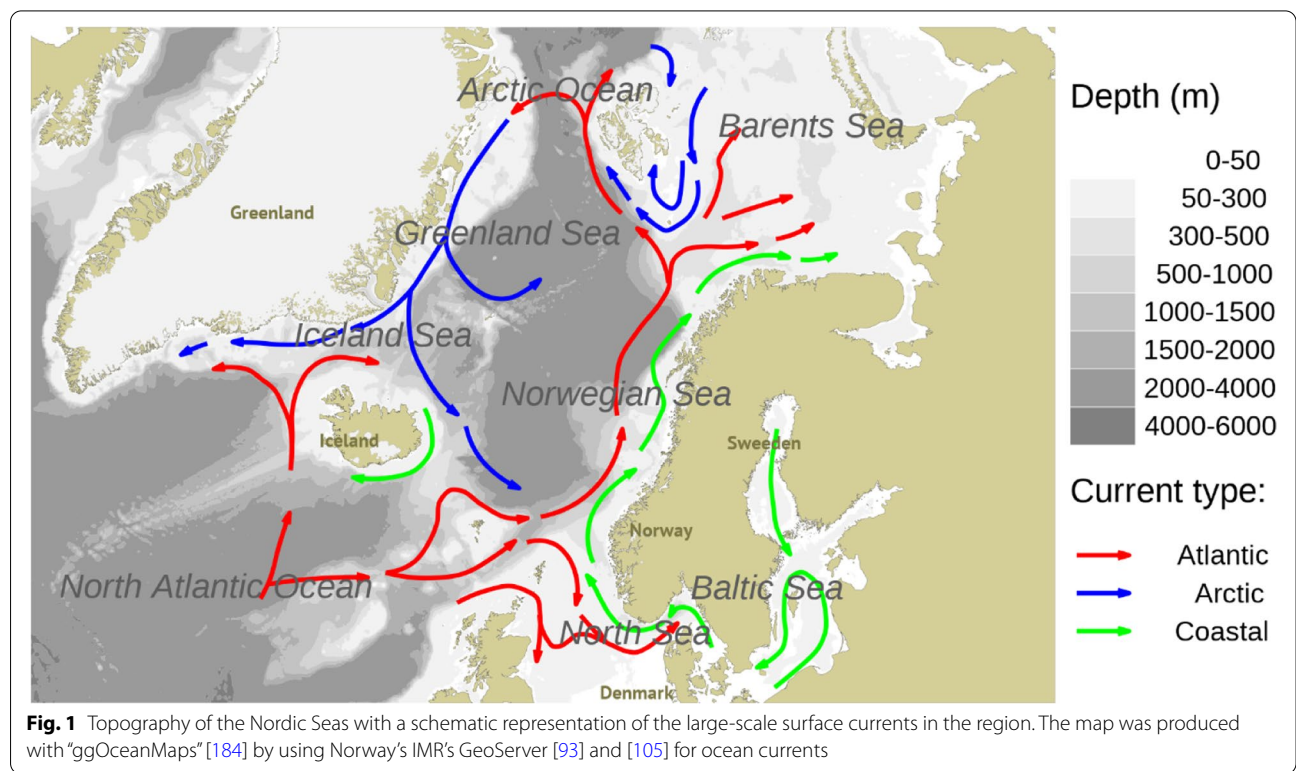 Arctic Ocean
Barents Sea
Greenland
Greenland Sea
Iceland Sea
Norwegian Sea
Iceland
Sweeden
Norway
North Atlantic Ocean
Baltic Sea
North Sea
Denmark
Depth (m)
0-50
50-300
300-500
500-1000
1000-1500
1500-2000
2000-4000
4000-6000
Current type:
Atlantic
Arctic
Coastal
Fig. 1 Topography of the Nordic Seas with a schematic representation of the large-scale surface currents in the region. The map was produced
with “ggOceanMaps” [184] by using Norway’s IMR’s GeoServer [93] and [105] for ocean currents